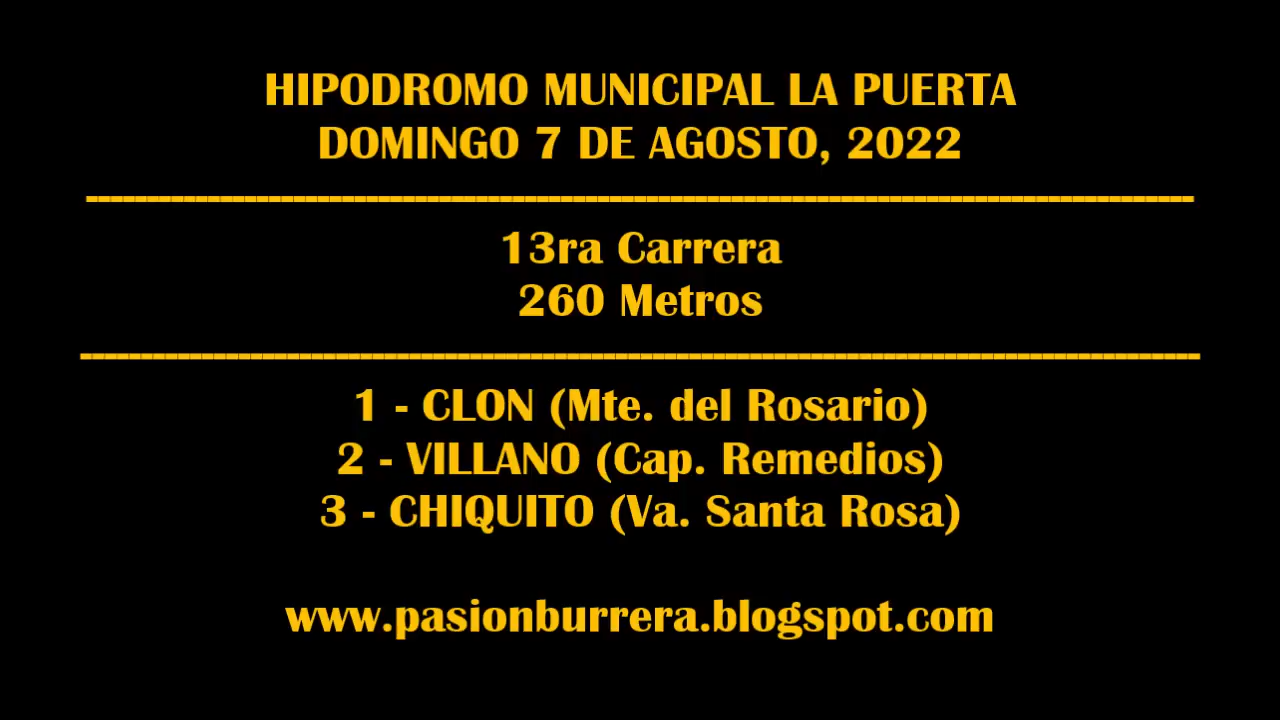 HIPODROMO MUNICIPAL LA PUERTA
DOMINGO 7 DE AGOSTO, 2022
13ra Carrera
260 Metros
1 - CLON (Mte. del Rosario)
2 - VILLANO (Cap. Remedios)
3 - CHIQUITO (Va. Santa Rosa)
www.pasionburrera.blogspot.com